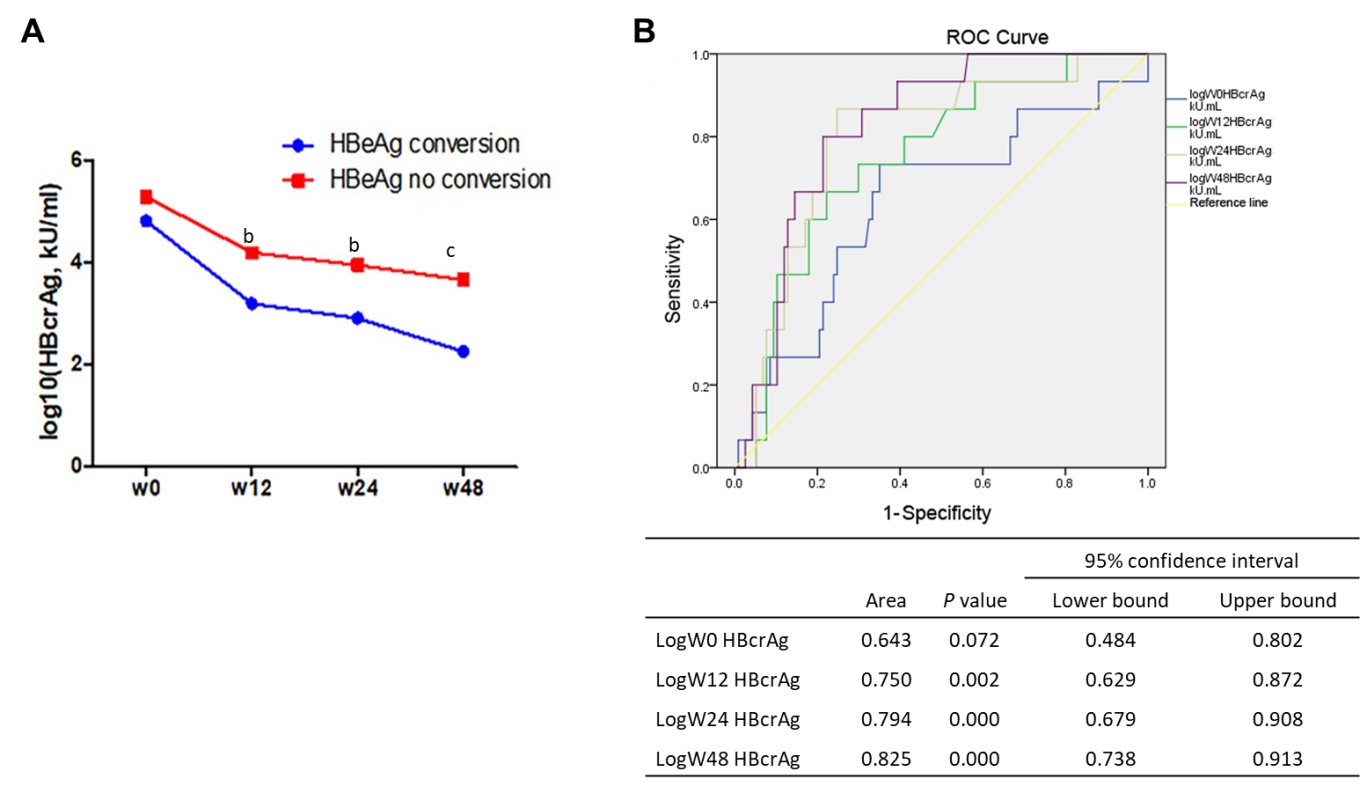 A
HBeAg conversion
HBeAg no conversion
log10(HBcrAg, kU/ml)
6
4
2
0
b
b
c
w0
w12
w24
w48
B
ROC Curve
Sensitivity
1.0
0.8
0.6
0.4
0.2
0.0
0.0
0.2
0.4
0.6
0.8
1.0
1-Specificity
logW0HBcrAg
kU.mL
logW12HBcrAg
kU.mL
logW24HBcrAg
kU.mL
logW48HBcrAg
kU.mL
Reference line
95% confidence interval
Area P value Lower bound Upper bound
LogW0 HBcrAg 0.643 0.072 0.484 0.802
LogW12 HBcrAg 0.750 0.002 0.629 0.872
LogW24 HBcrAg 0.794 0.000 0.679 0.908
LogW48 HBcrAg 0.825 0.000 0.738 0.913